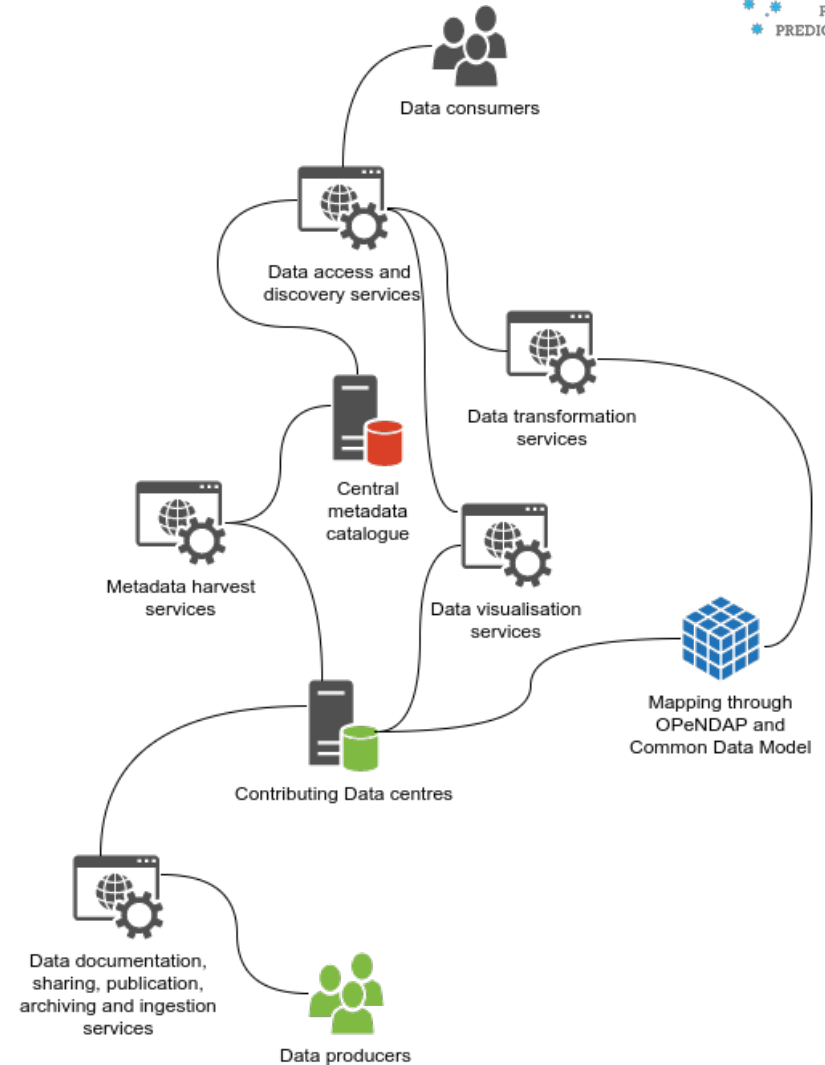 PREDIC
Data consumers
Data access and
discovery services
Data transformation
services
Central
metadata
catalogue
Metadata harvest
services
Data visualisation
services
Mapping through
OPeNDAP and
Common Data Model
Contributing Data centres
Data documentation,
sharing, publication,
archiving and ingestion
services
Data producers